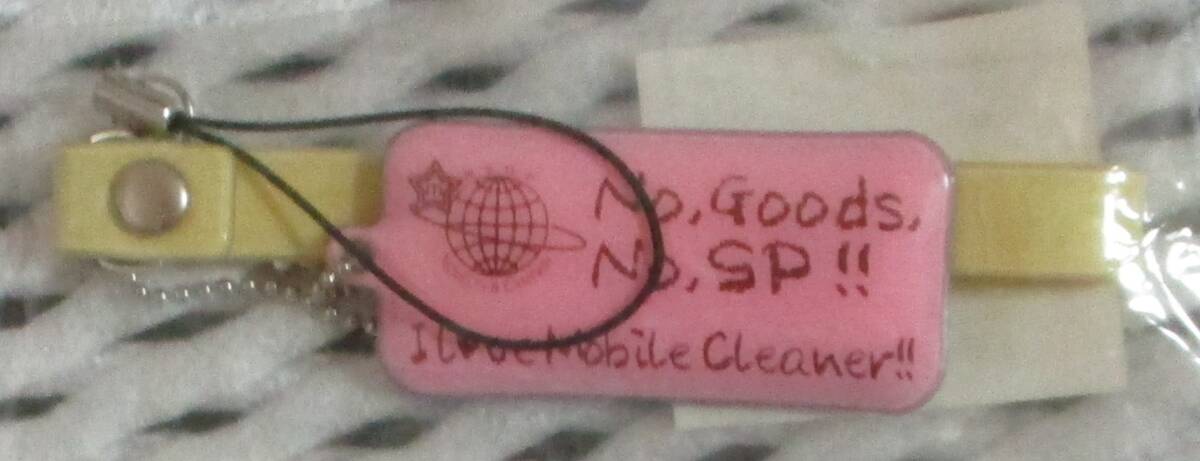 No, Goods,
No, SP!!
I love Mobile Cleaner!!